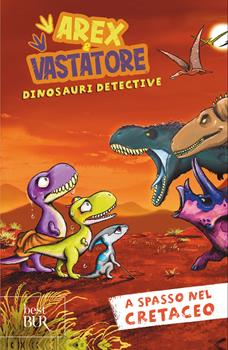 AREX
e
VASTATORE
DINOSAURI DETECTIVE
A SPASSO NEL
CRETACEO
best
BUR